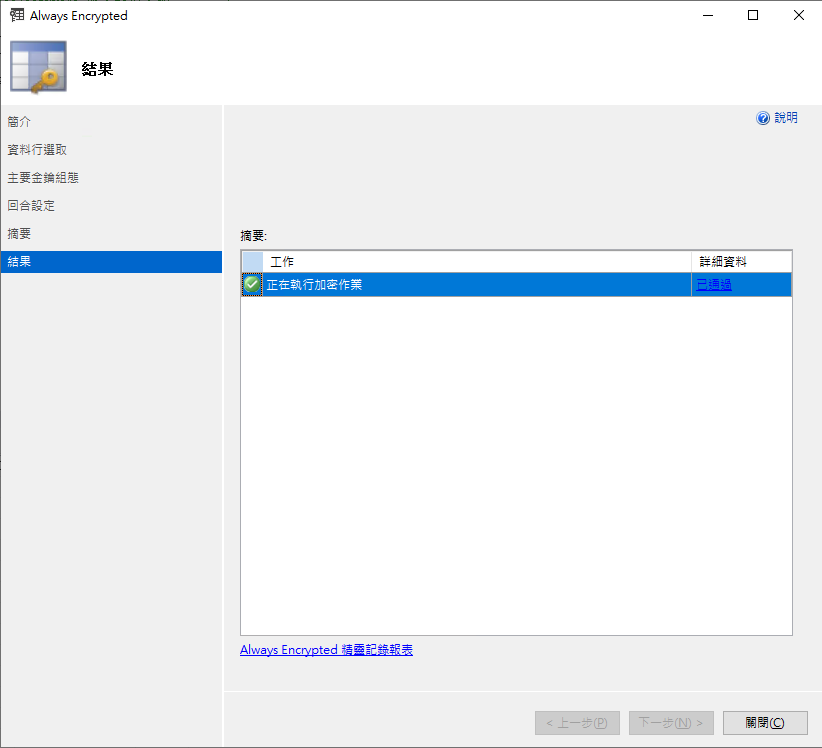 Always Encrypted
結果
簡介
資料行選取
主要金鑰組態
回合設定
摘要
結果
說明
摘要:
工作 詳細資料
正在執行加密作業 已通過
Always Encrypted 精靈記錄報表
< 上一步(P) 下一步(N) > 關閉(C)